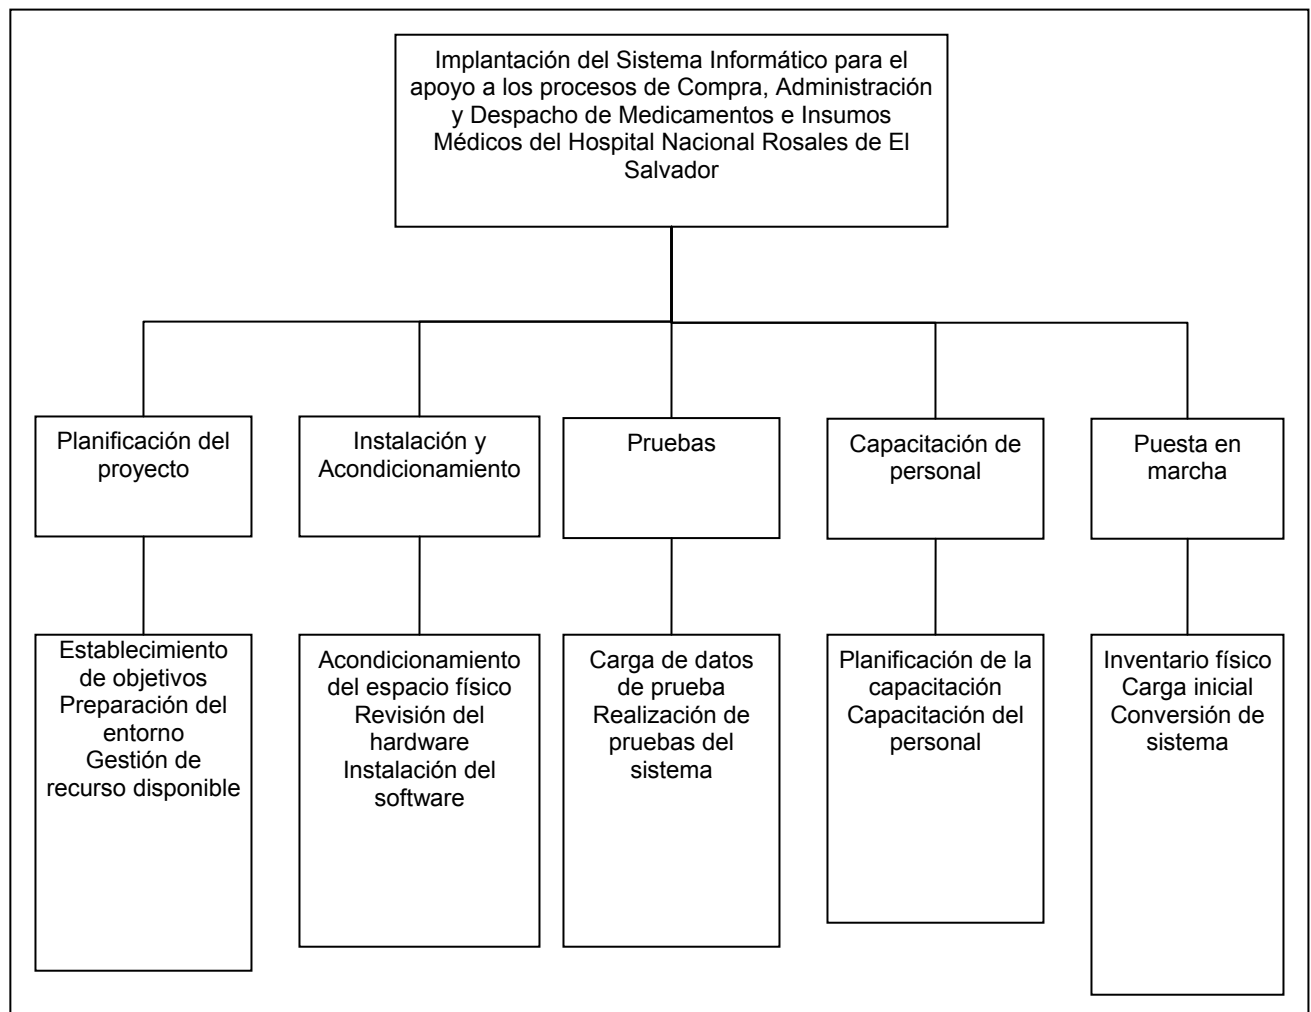 Implantación del Sistema Informático para el
apoyo a los procesos de Compra, Administración
y Despacho de Medicamentos e Insumos
Médicos del Hospital Nacional Rosales de El
Salvador
Planificación del
proyecto
Instalación y
Acondicionamiento
Pruebas
Capacitación de
personal
Puesta en
marcha
Establecimiento
de objetivos
Preparación del
entorno
Gestión de
recurso disponible
Acondicionamiento
del espacio físico
Revisión del
hardware
Instalación del
software
Carga de datos
de prueba
Realización de
pruebas del
sistema
Planificación de la
capacitación
Capacitación del
personal
Inventario físico
Carga inicial
Conversión de
sistema